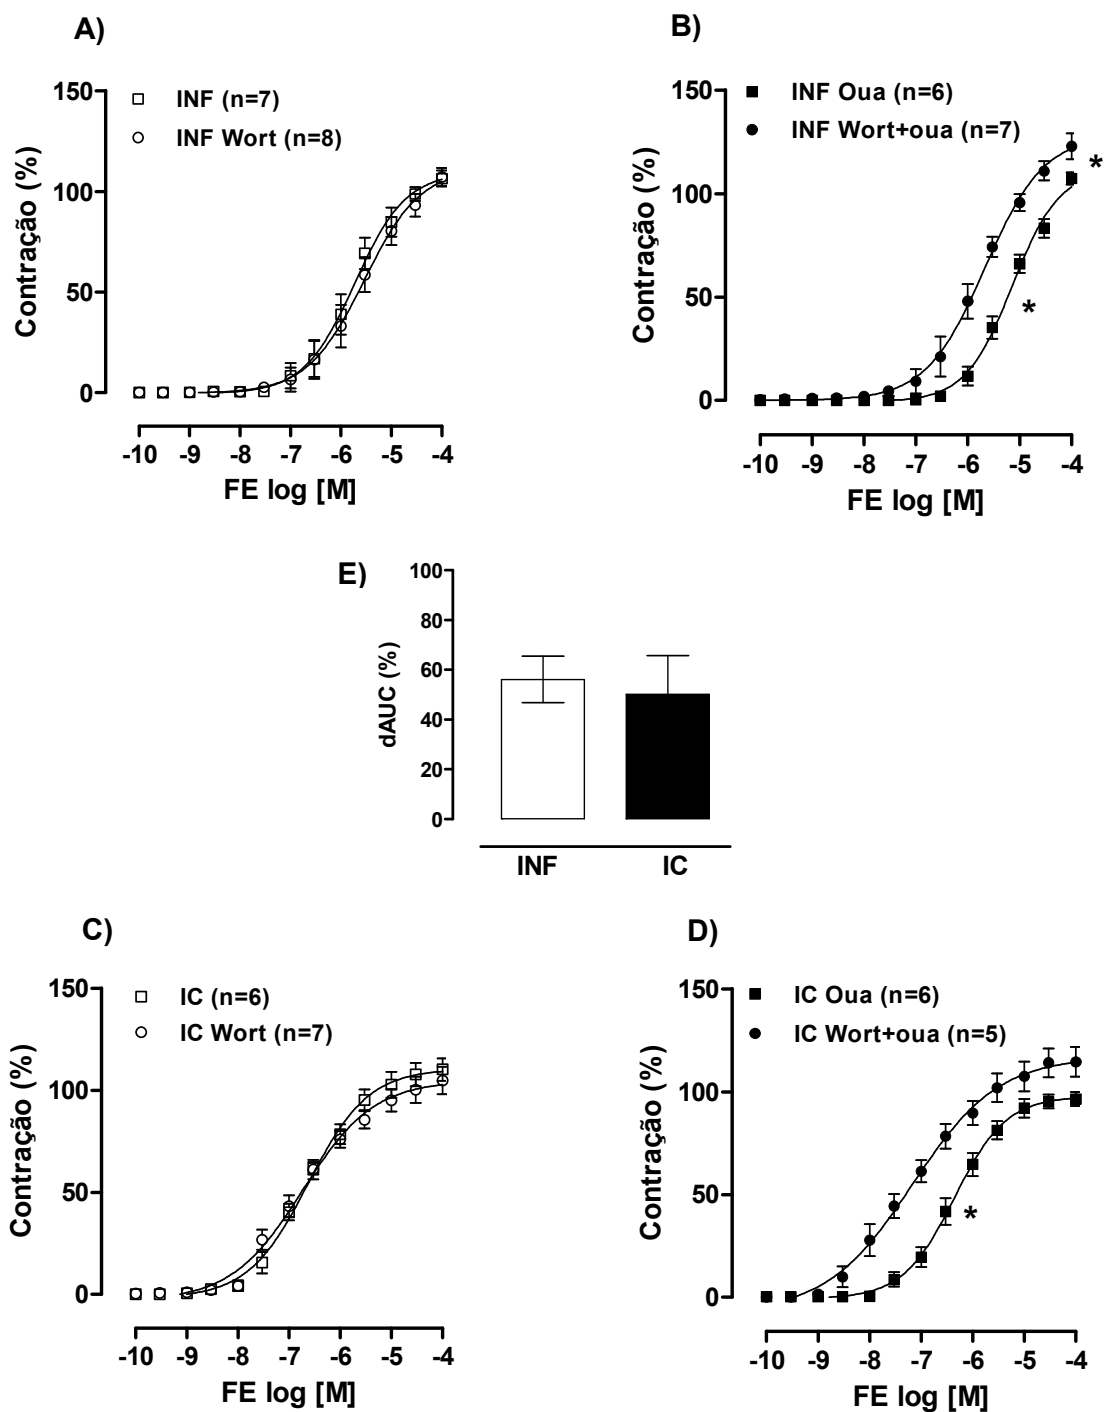 A)
150
100
50
0
Contração (%)
INF (n=7)
INF Wort (n=8)
-10 -9 -8 -7 -6 -5 -4
FE log [M]
B)
150
100
50
0
Contração (%)
INF Oua (n=6)
INF Wort+oua (n=7)
*
*
-10 -9 -8 -7 -6 -5 -4
FE log [M]
E)
100
80
60
40
20
0
dAUC (%)
INF IC
C)
150
100
50
0
Contração (%)
IC (n=6)
IC Wort (n=7)
-10 -9 -8 -7 -6 -5 -4
FE log [M]
D)
150
100
50
0
Contração (%)
IC Oua (n=6)
IC Wort+oua (n=5)
*
-10 -9 -8 -7 -6 -5 -4
FE log [M]